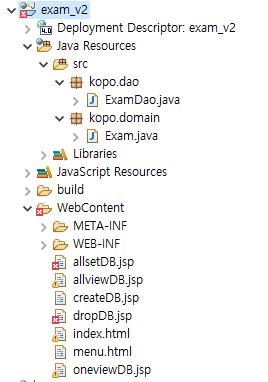 exam_v2
Deployment Descriptor: exam_v2
Java Resources
src
kopo.dao
ExamDao.java
kopo.domain
Exam.java
Libraries
JavaScript Resources
build
WebContent
META-INF
WEB-INF
allsetDB.jsp
allviewDB.jsp
createDB.jsp
dropDB.jsp
index.html
menu.html
oneviewDB.jsp